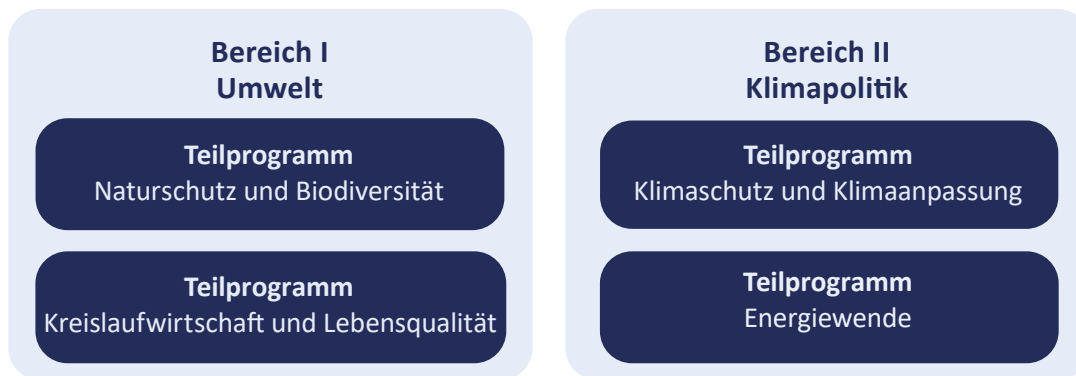 Bereich I
Umwelt
Teilprogramm
Naturschutz und Biodiversität
Teilprogramm
Kreislaufwirtschaft und Lebensqualität
Bereich II
Klimapolitik
Teilprogramm
Klimaschutz und Klimaanpassung
Teilprogramm
Energiewende